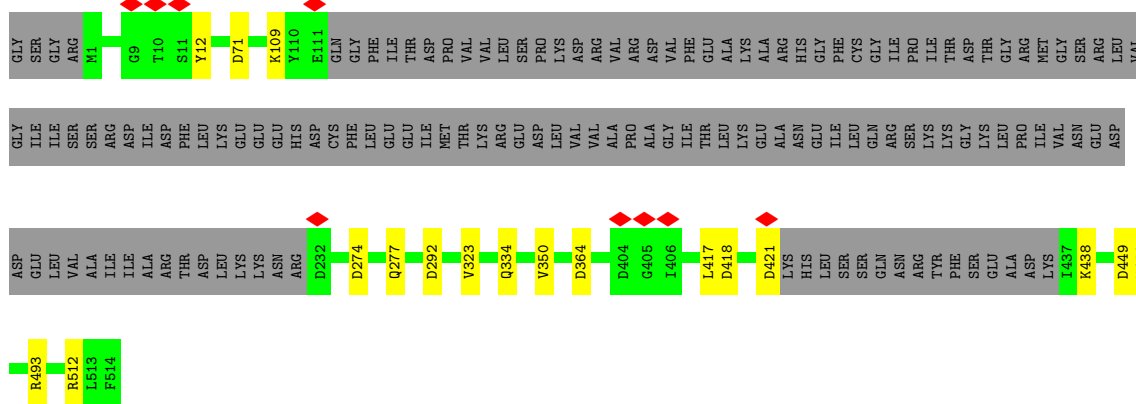 GLY SER GLY ARG M1 G9 T10 S11 Y12 D71 K109 Y110 E111 GLN GLY PHE ILE THR ASP PRO VAL VAL LEU SER PRO LYS ASP ARG VAL ARG ASP VAL PHE GLU ALA LYS ALA ARG HIS GLY PHE CYS GLY ILE PRO ILE THR ASP THR GLY ARG MET GLY SER ARG LEU VAL
GLY ILE ILE SER SER ARG ASP ILE ASP PHE LEU LYS GLU GLU GLU HIS ASP CYS PHE LEU GLU GLU ILE MET THR LYS ARG GLU ASP LEU VAL VAL ALA PRO ALA GLY ILE THR LEU LYS GLU ALA ASN GLU ILE LEU GLN ARG SER LYS LYS GLY LYS LEU PRO ILE VAL ASN GLU ASP
ASP GLU LEU VAL ALA ILE ILE ALA ARG THR ASP LEU LYS LYS ASN ARG D232 D274 Q277 D292 V323 Q334 V350 D364 D404 G405 I406 L417 D418 D421 LYS HIS LEU SER SER GLN ASN ARG TYR PHE SER GLU ALA ASP LYS I437 K438 D449
R493 R512 L513 F514